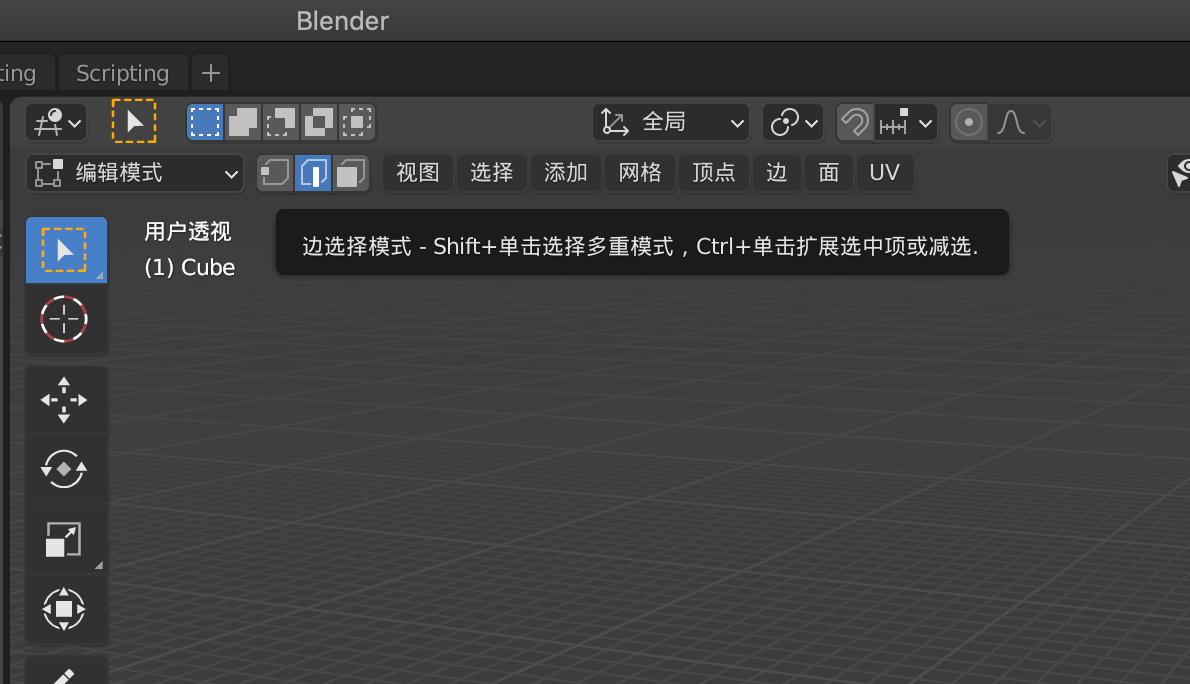 Blender
ting Scripting +
全局
编辑模式 视图 选择 添加 网格 顶点 边 面 UV
用户透视
(1) Cube
边选择模式 - Shift+单击选择多重模式，Ctrl+单击扩展选中项或减选.